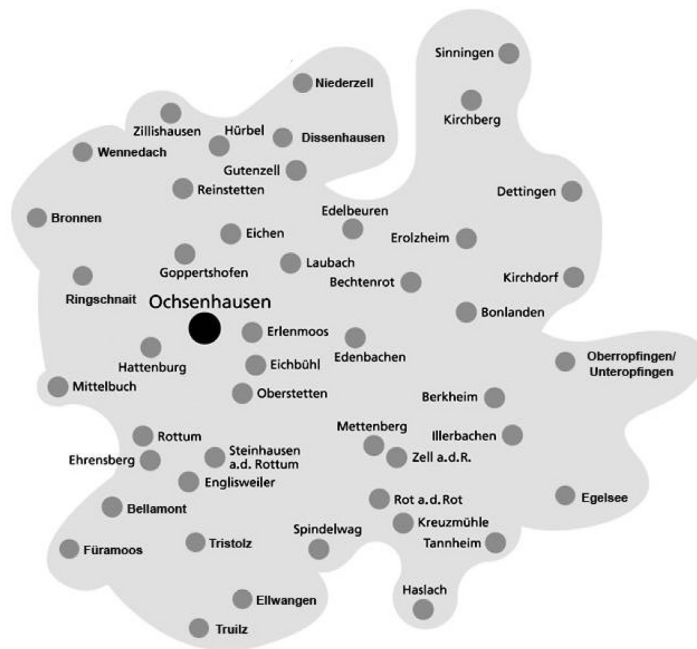 Sinningen
Niederzell
Kirchberg
Zillishausen
Hürbel
Dissenhausen
Wennedach
Gutenzell
Reinstetten
Dettingen
Edelbeuren
Bronnen
Eichen
Erolzheim
Goppertshofen
Laubach
Bechtenrot
Kirchdorf
Ringschnait
Ochsenhausen
Bonlanden
Erlenmoos
Edenbachen
Hattenburg
Eichbühl
Oberropfingen/
Unteropfingen
Mittelbuch
Oberstetten
Berkheim
Mettenberg
Illerbachen
Rottum
Ehrensberg
Steinhausen
a.d. Rottum
Zell a.d.R.
Englisweiler
Bellamont
Rot a.d.Rot
Egelsee
Kreuzmühle
Spindelwag
Tannheim
Füramoos
Tristolz
Haslach
Ellwangen
Truilz